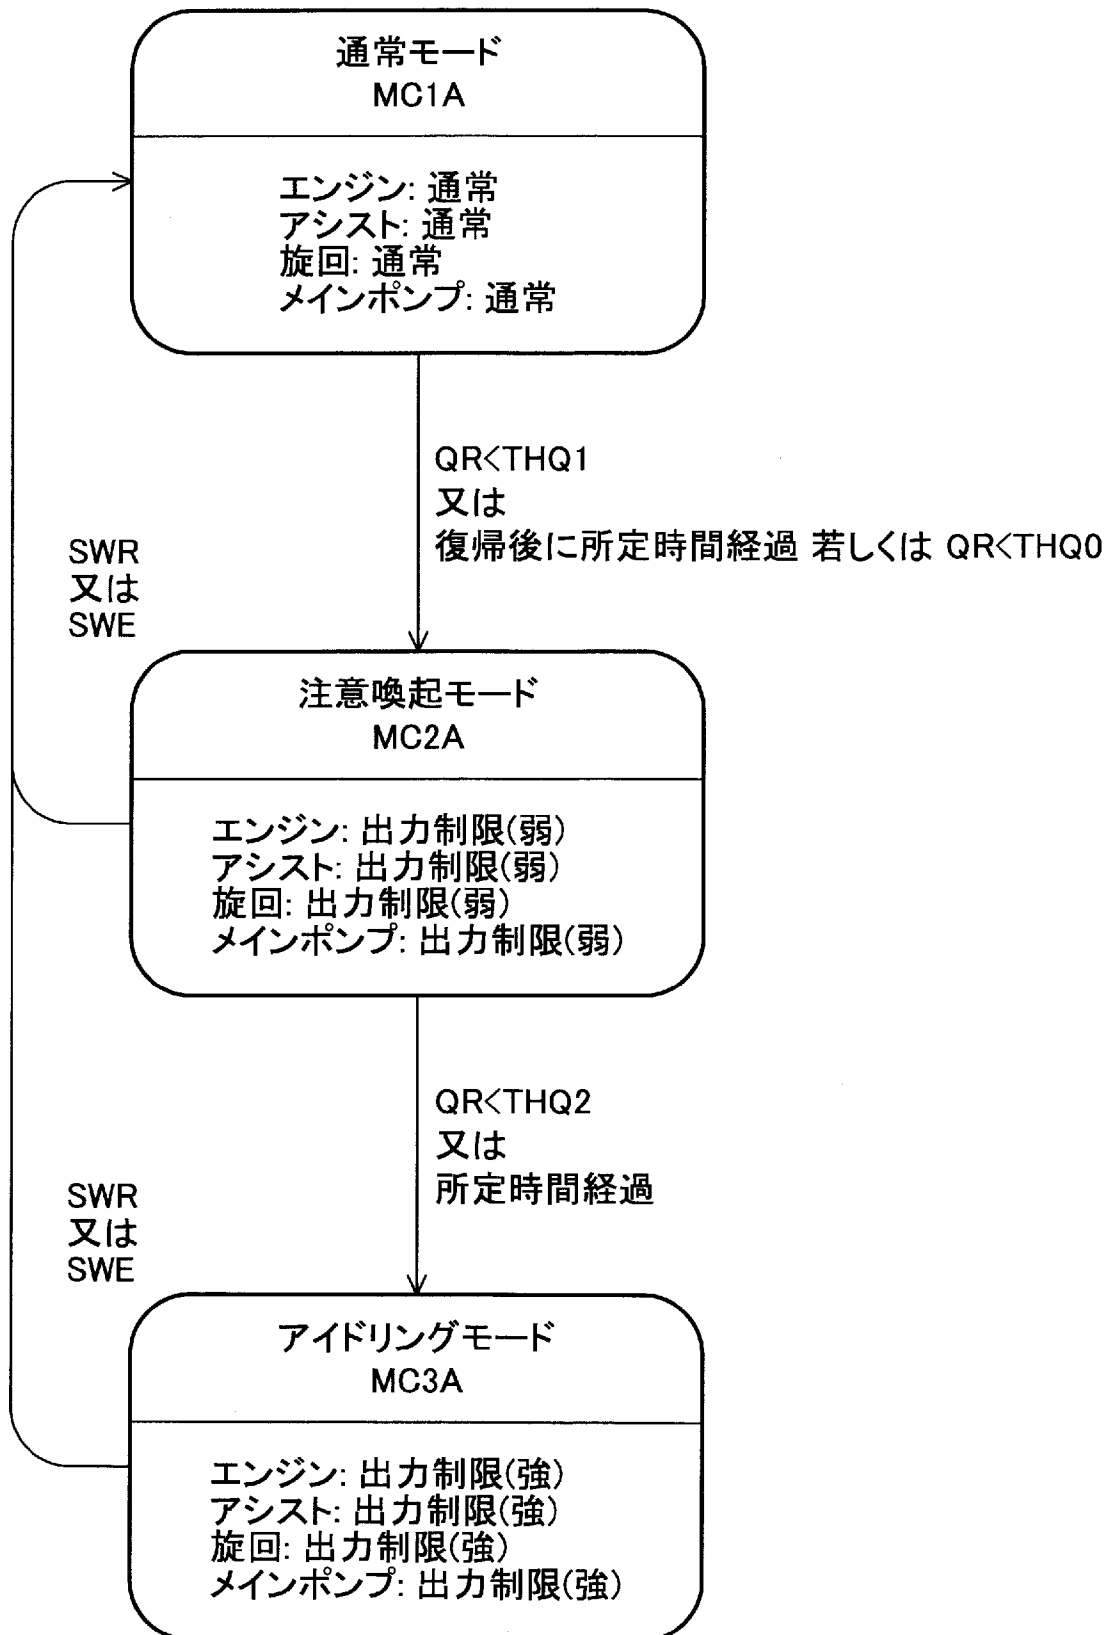 通常モード
MC1A
エンジン: 通常
アシスト: 通常
旋回: 通常
メインポンプ: 通常
QR<THQ1
又は
復帰後に所定時間経過 若しくは QR<THQ0
SWR
又は
SWE
注意喚起モード
MC2A
エンジン: 出力制限(弱)
アシスト: 出力制限(弱)
旋回: 出力制限(弱)
メインポンプ: 出力制限(弱)
QR<THQ2
又は
所定時間経過
SWR
又は
SWE
アイドリングモード
MC3A
エンジン: 出力制限(強)
アシスト: 出力制限(強)
旋回: 出力制限(強)
メインポンプ: 出力制限(強)